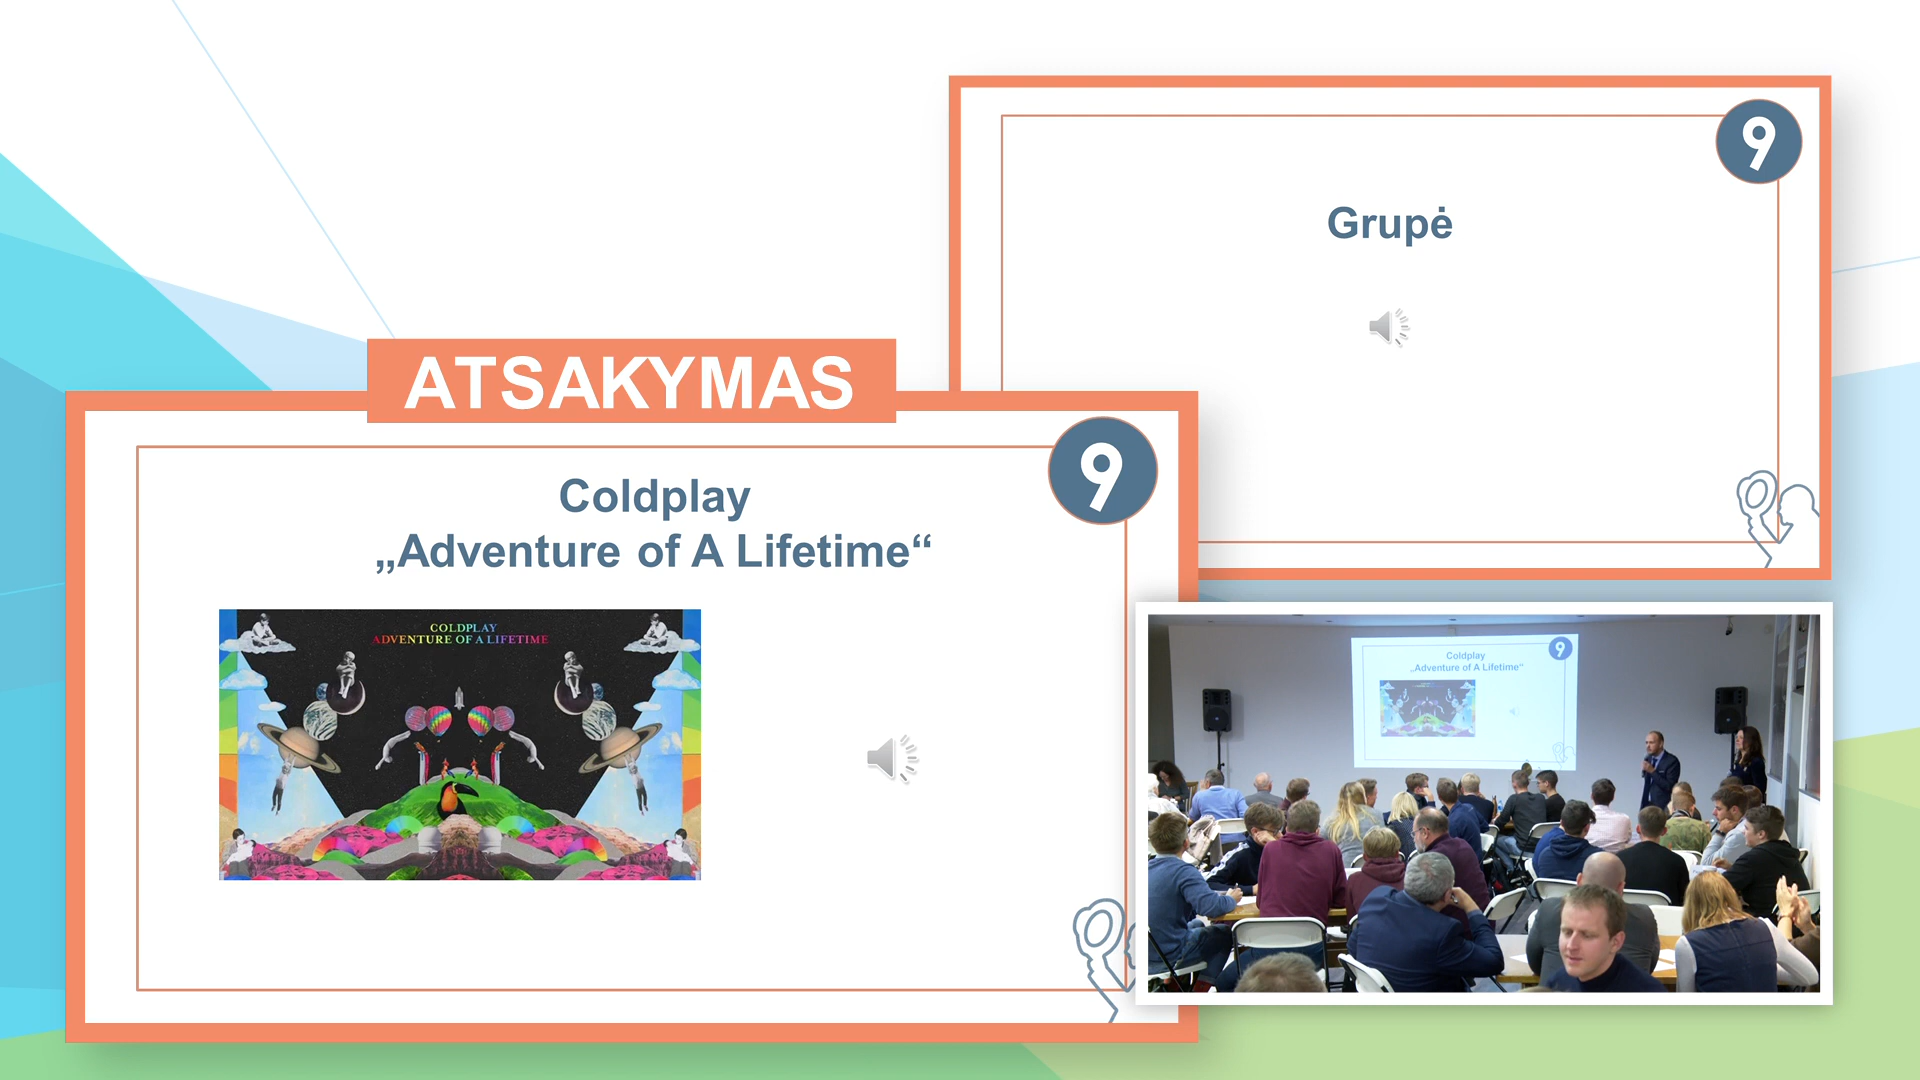 9
Grupė
ATSAKYMAS
9
Coldplay
„Adventure of A Lifetime“
COLDPLAY
ADVENTURE OF A LIFETIME
9
Coldplay
„Adventure of A Lifetime“